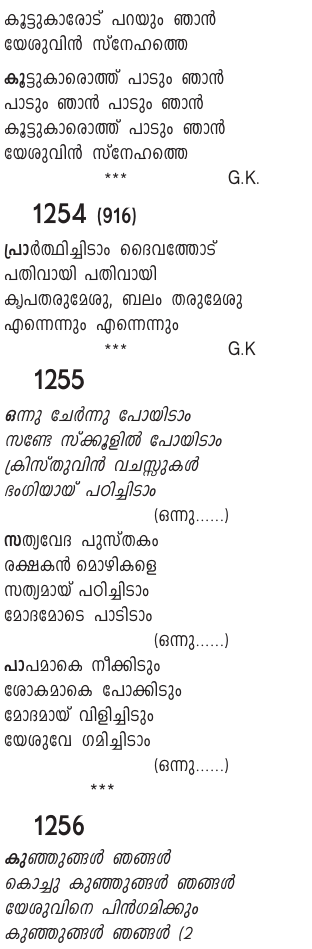 കൂട്ടുകാരോട് പറയും ഞാൻ
യേശുവിൻ സ്നേഹത്തെ
കൂട്ടുകാരൊത്ത് പാടും ഞാൻ
പാടും ഞാൻ പാടും ഞാൻ
കൂട്ടുകാരൊത്ത് പാടും ഞാൻ
യേശുവിൻ സ്നേഹത്തെ
*** G.K.
1254 (916)
പ്രാർത്ഥിച്ചിടാം ദൈവത്തോട്
പതിവായി പതിവായി
കൃപതരുമേശു, ബലം തരുമേശു
എന്നെന്നും എന്നെന്നും
*** G.K
1255
ഒന്നു ചേർന്നു പോയിടാം
സണ്ടേ സ്ക്കൂളിൽ പോയിടാം
ക്രിസ്തുവിൻ വചസ്സുകൾ
ഭംഗിയായ് പഠിച്ചിടാം
(ഒന്നു......)
സത്യവേദ പുസ്തകം
രക്ഷകൻ മൊഴികളെ
സത്യമായ് പഠിച്ചിടാം
മോദമോടെ പാടിടാം
(ഒന്നു......)
പാപമാകെ നീക്കിടും
ശോകമാകെ പോക്കിടും
മോദമായ് വിളിച്ചിടും
യേശുവേ ഗമിച്ചിടാം
(ഒന്നു......)
***
1256
കുഞ്ഞുങ്ങൾ ഞങ്ങൾ
കൊച്ചു കുഞ്ഞുങ്ങൾ ഞങ്ങൾ
യേശുവിനെ പിൻഗമിക്കും
കുഞ്ഞുങ്ങൾ ഞങ്ങൾ (2